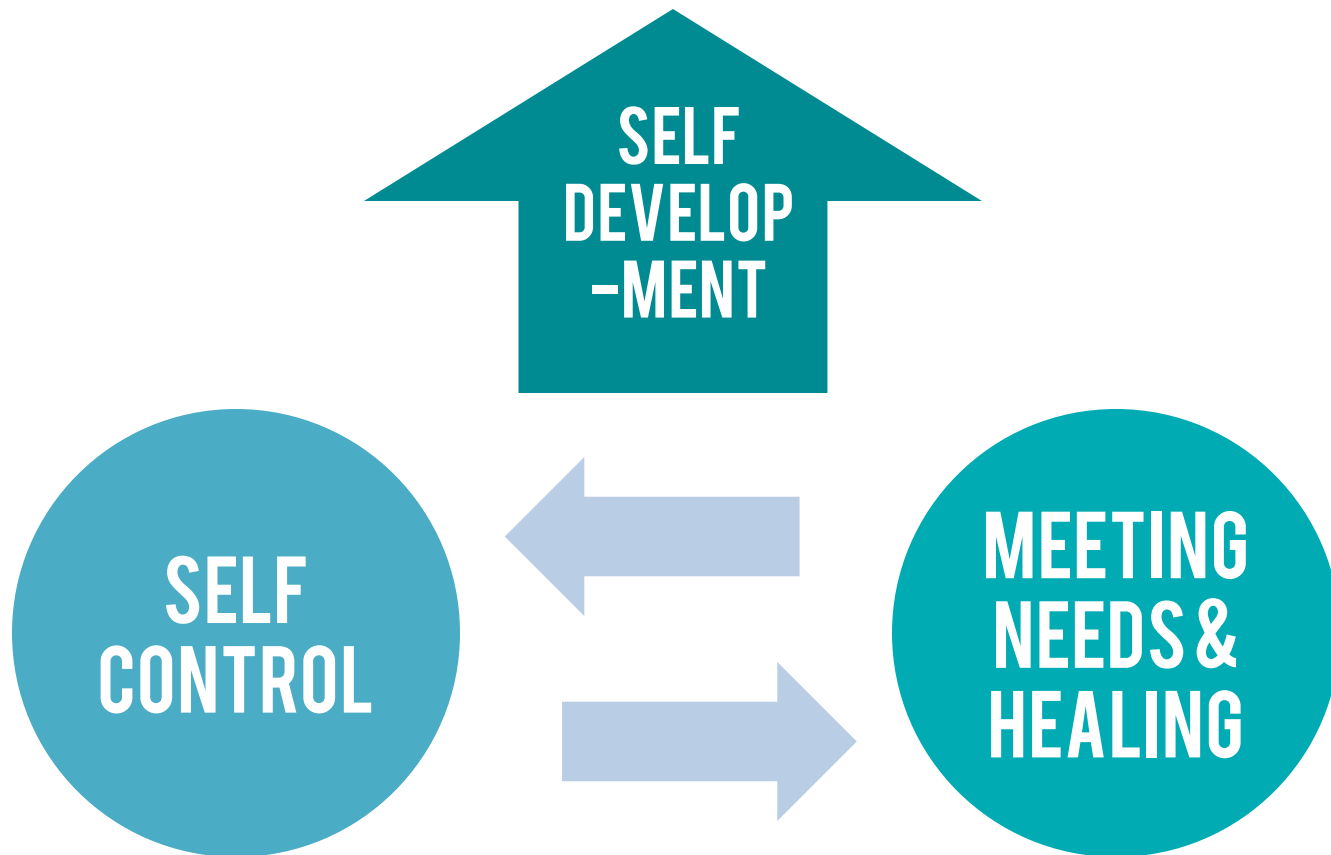 SELF
DEVELOP
-MENT
SELF
CONTROL
MEETING
NEEDS &
HEALING